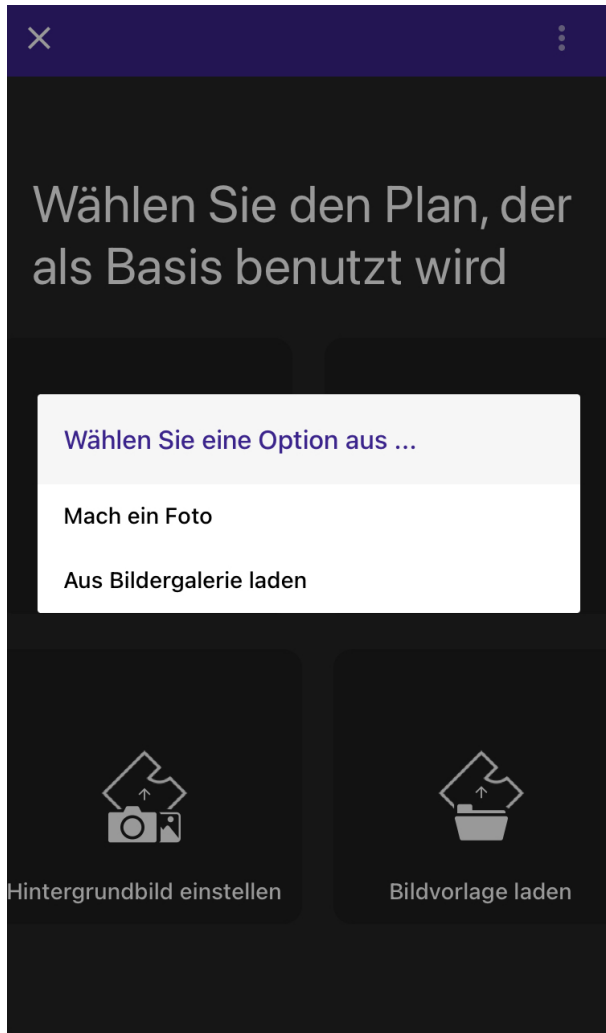 Wählen Sie den Plan, der
als Basis benutzt wird
Wählen Sie eine Option aus ...
Mach ein Foto
Aus Bildergalerie laden
Hintergrundbild einstellen
Bildvorlage laden